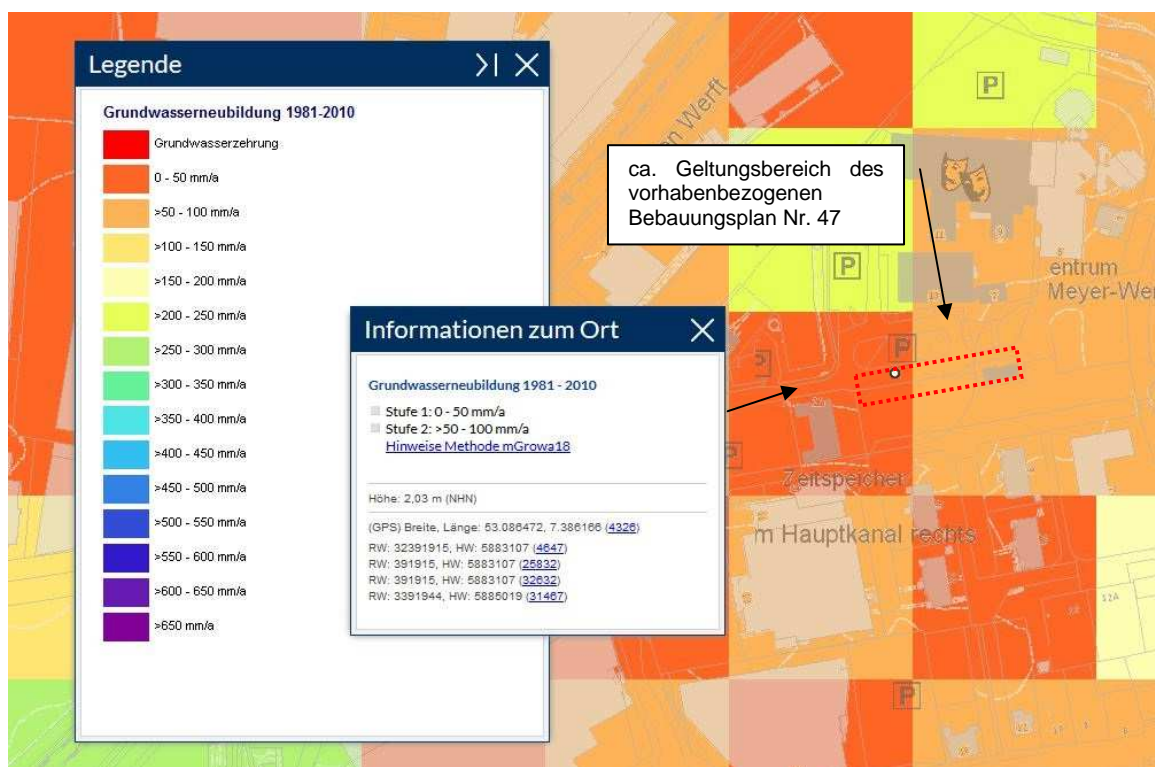 Legende
Grundwasserneubildung 1981-2010
Grundwasserzehrung
0 - 50 mm/a
>50 - 100 mm/a
>100 - 150 mm/a
>150 - 200 mm/a
>200 - 250 mm/a
>250 - 300 mm/a
>300 - 350 mm/a
>350 - 400 mm/a
>400 - 450 mm/a
>450 - 500 mm/a
>500 - 550 mm/a
>550 - 600 mm/a
>600 - 650 mm/a
>650 mm/a
Informationen zum Ort
Grundwasserneubildung 1981 - 2010
Stufe 1: 0 - 50 mm/a
Stufe 2: >50 - 100 mm/a
Hinweise Methode mGrowa18
Höhe: 2,03 m (NHN)
(GPS) Breite, Länge: 53.086472, 7.386166 (4326)
RW: 32391915, HW: 5883107 (4647)
RW: 391915, HW: 5883107 (25832)
RW: 391915, HW: 5883107 (32632)
RW: 3391944, HW: 5885019 (31467)
ca. Geltungsbereich des
vorhabenbezogenen
Bebauungsplan Nr. 47
en Werft
P
P
entrum
Meyer-Wer
P
P
P
Zeitspeicher
m Hauptkanal rechts
12A
P